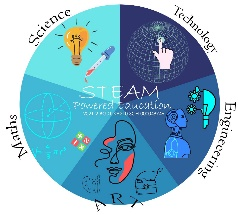 Science
Technology
STEAM
Powered Education
Maths
Engineering
ART